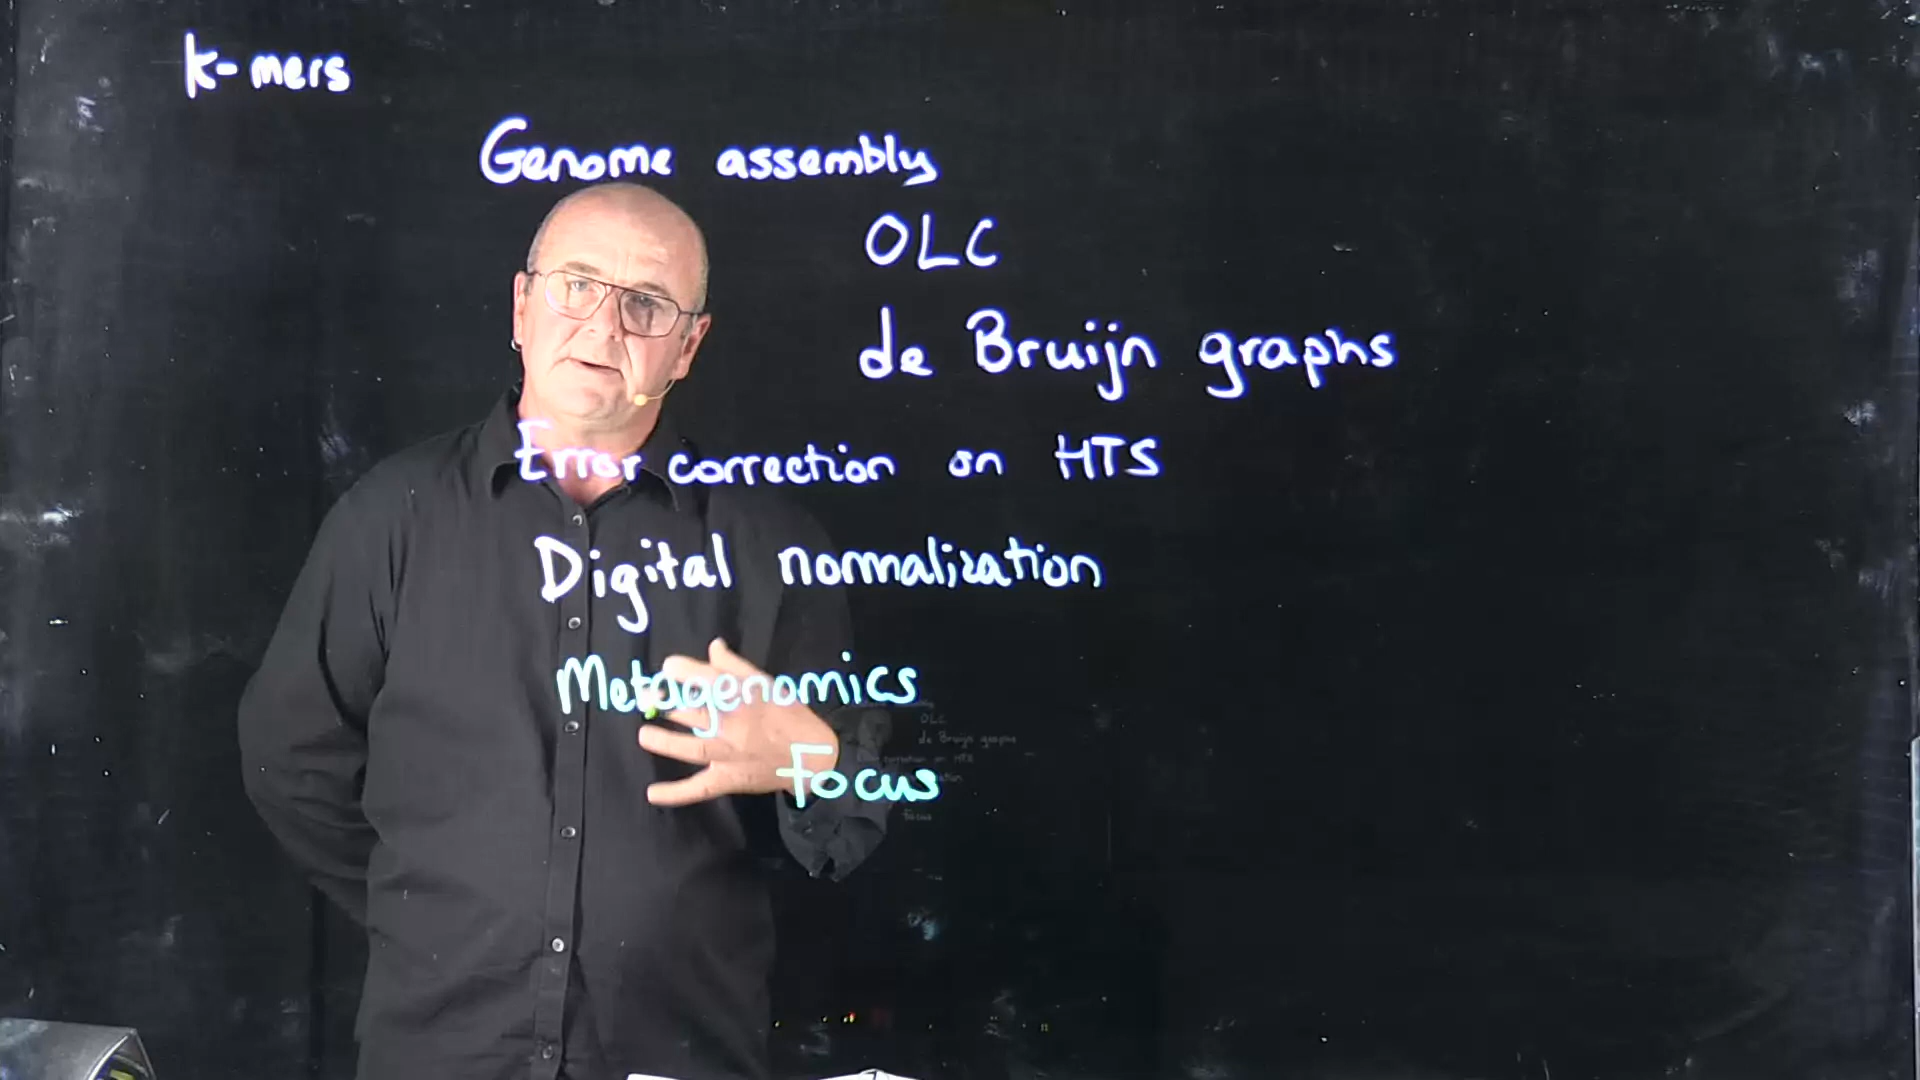 k-mers
Genome assembly
OLC
de Bruijn graphs
Error correction on HTS
Digital normalization
Metagenomics
Focus